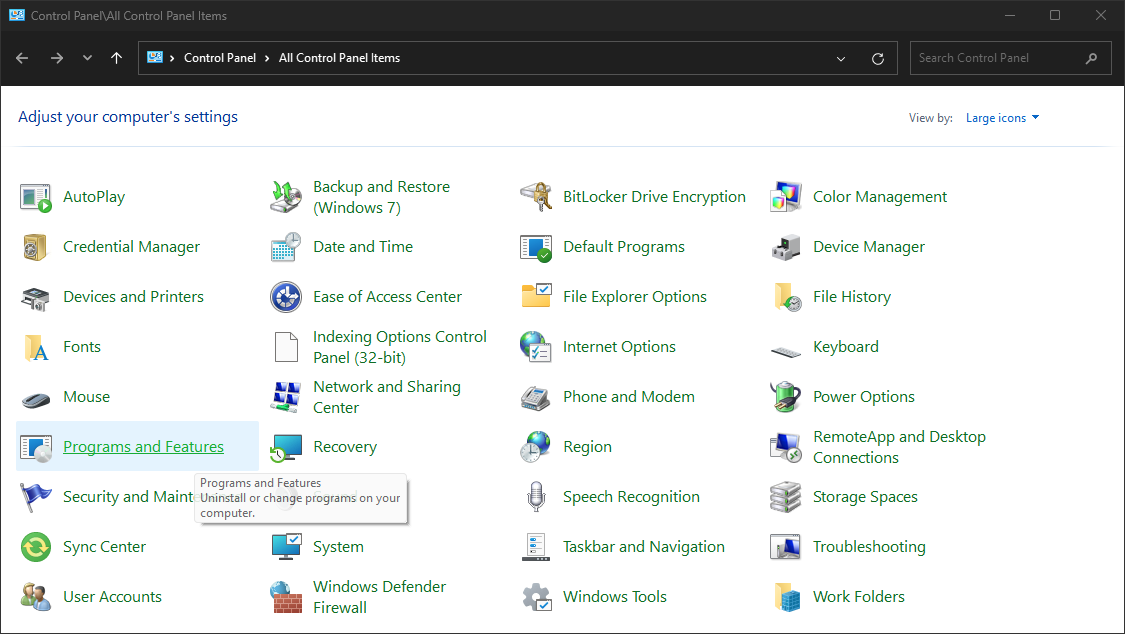 Control Panel\All Control Panel Items
Control Panel > All Control Panel Items
Search Control Panel
Adjust your computer's settings
View by: Large icons
AutoPlay
Backup and Restore
(Windows 7)
BitLocker Drive Encryption
Color Management
Credential Manager
Date and Time
Default Programs
Device Manager
Devices and Printers
Ease of Access Center
File Explorer Options
File History
Fonts
Indexing Options Control
Panel (32-bit)
Internet Options
Keyboard
Mouse
Network and Sharing
Center
Phone and Modem
Power Options
Programs and Features
Recovery
Region
RemoteApp and Desktop
Connections
Programs and Features
Uninstall or change programs on your
computer.
Security and
Speech Recognition
Storage Spaces
Sync Center
System
Taskbar and Navigation
Troubleshooting
User Accounts
Windows Defender
Firewall
Windows Tools
Work Folders